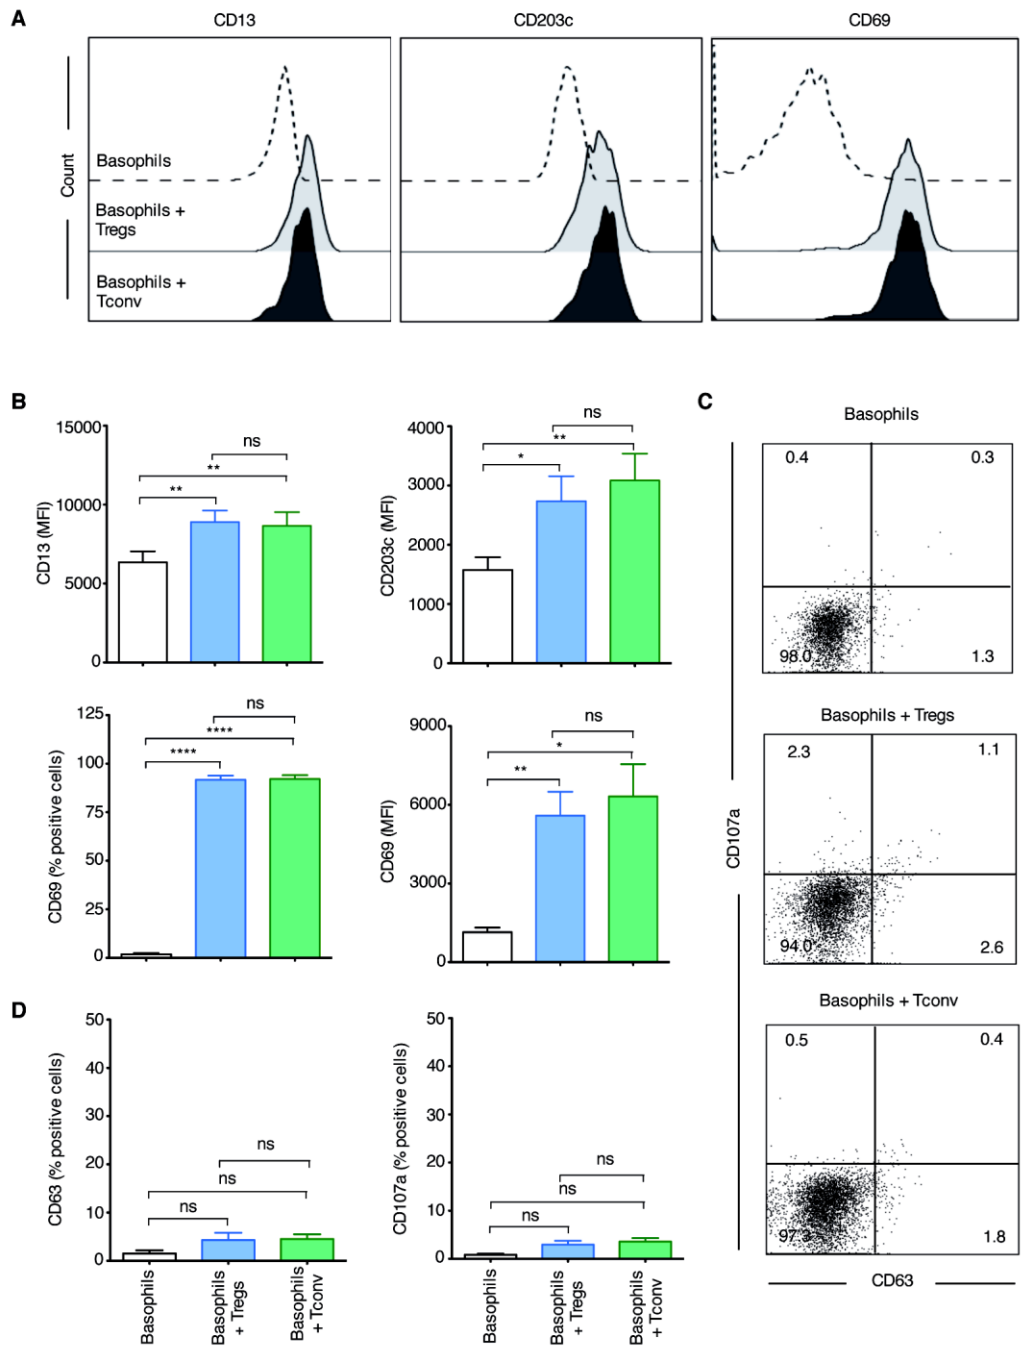 A
CD13
CD203c
CD69
Count
Basophils
Basophils +
Tregs
Basophils +
Tconv
B
15000
10000
5000
0
CD13 (MFI)
ns
**
**
4000
3000
2000
1000
0
CD203c (MFI)
ns
**
*
125
100
75
50
25
0
CD69 (% positive cells)
ns
****
****
9000
6000
3000
0
CD69 (MFI)
ns
*
**
C
Basophils
0.4
0.3
98.0
1.3
Basophils + Tregs
2.3
1.1
94.0
2.6
Basophils + Tconv
0.5
0.4
97.3
1.8
CD107a
CD63
D
50
40
30
20
10
0
CD63 (% positive cells)
ns
ns
ns
Basophils
Basophils
+ Tregs
Basophils
+ Tconv
50
40
30
20
10
0
CD107a (% positive cells)
ns
ns
ns
Basophils
Basophils
+ Tregs
Basophils
+ Tconv